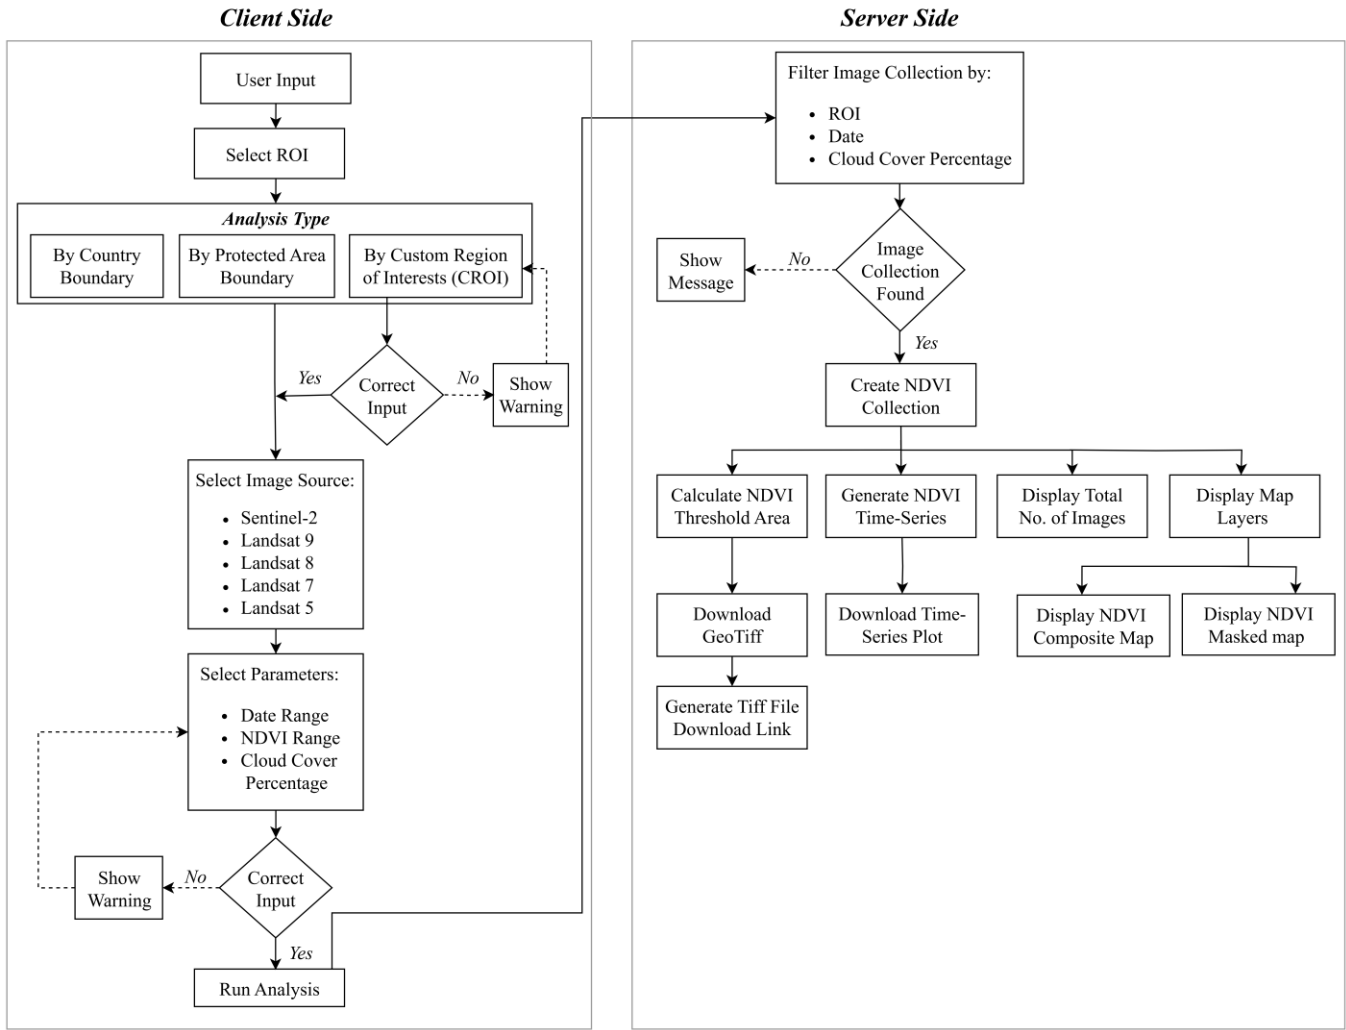 Client Side
User Input
Select ROI
Analysis Type
By Country
Boundary
By Protected Area
Boundary
By Custom Region
of Interests (CROI)
Correct
Input
Yes
No
Show
Warning
Select Image Source:
• Sentinel-2
• Landsat 9
• Landsat 8
• Landsat 7
• Landsat 5
Select Parameters:
• Date Range
• NDVI Range
• Cloud Cover
Percentage
Correct
Input
No
Show
Warning
Yes
Run Analysis
Server Side
Filter Image Collection by:
• ROI
• Date
• Cloud Cover Percentage
Image
Collection
Found
No
Show
Message
Yes
Create NDVI
Collection
Calculate NDVI
Threshold Area
Generate NDVI
Time-Series
Display Total
No. of Images
Display Map
Layers
Download
GeoTiff
Download Time-
Series Plot
Display NDVI
Composite Map
Display NDVI
Masked map
Generate Tiff File
Download Link